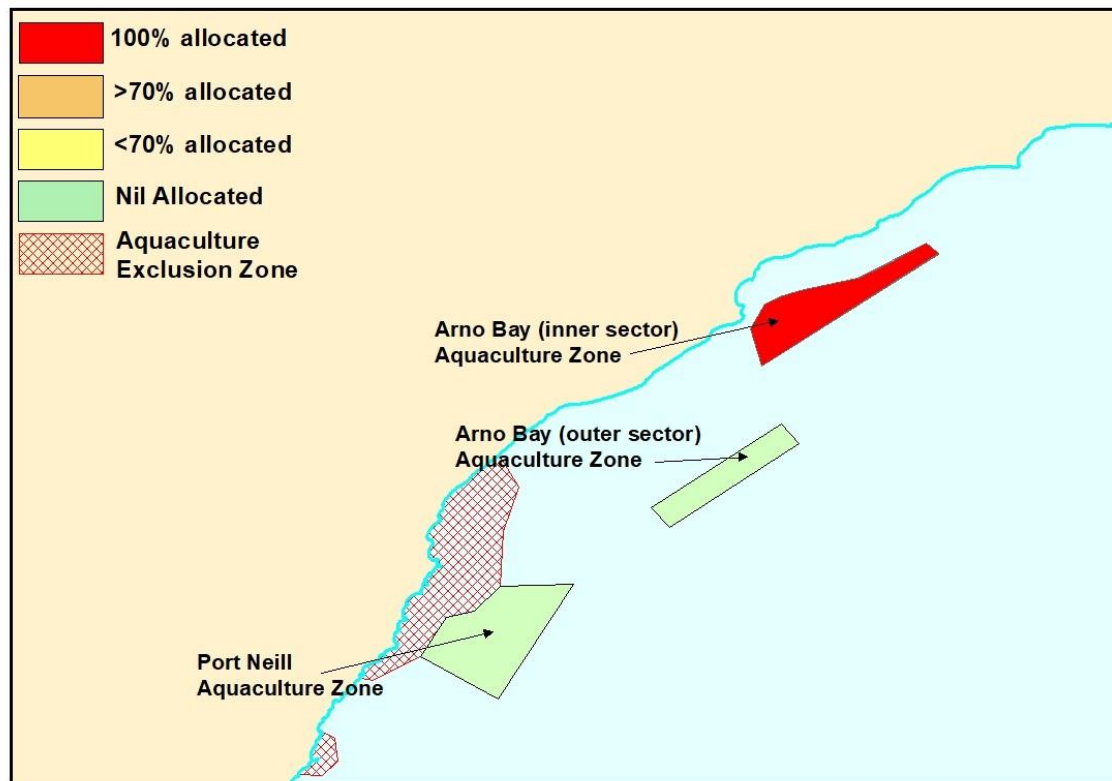 100% allocated
>70% allocated
<70% allocated
Nil Allocated
Aquaculture
Exclusion Zone
Arno Bay (inner sector)
Aquaculture Zone
Arno Bay (outer sector)
Aquaculture Zone
Port Neill
Aquaculture Zone